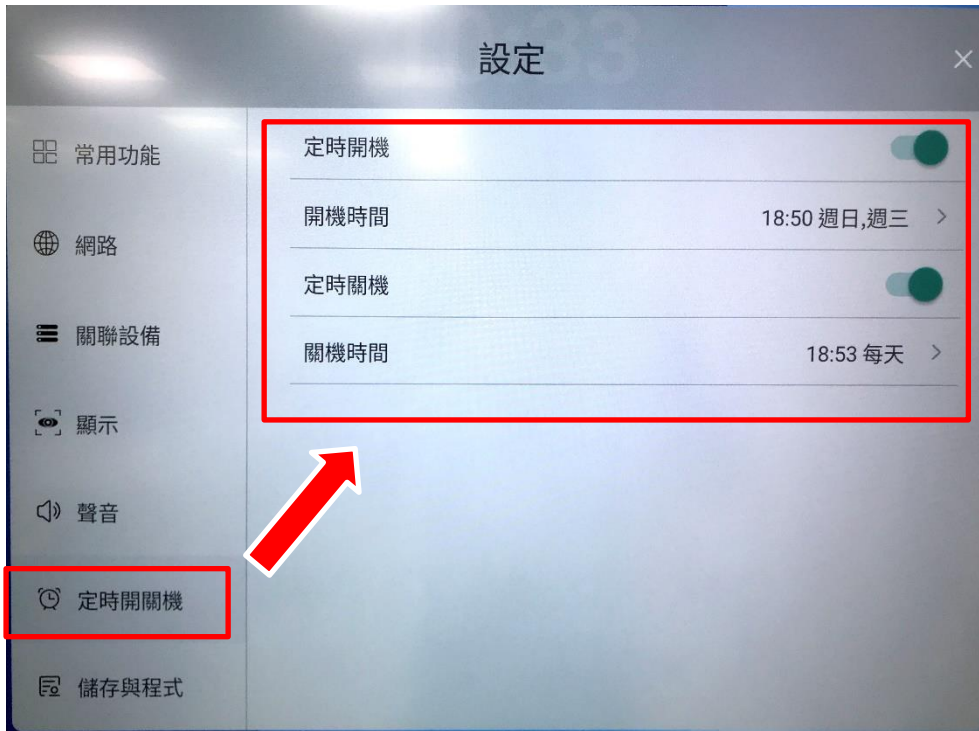 設定
常用功能
網路
關聯設備
顯示
聲音
定時開關機
儲存與程式
定時開機
開機時間 18:50 週日,週三
定時關機
關機時間 18:53 每天